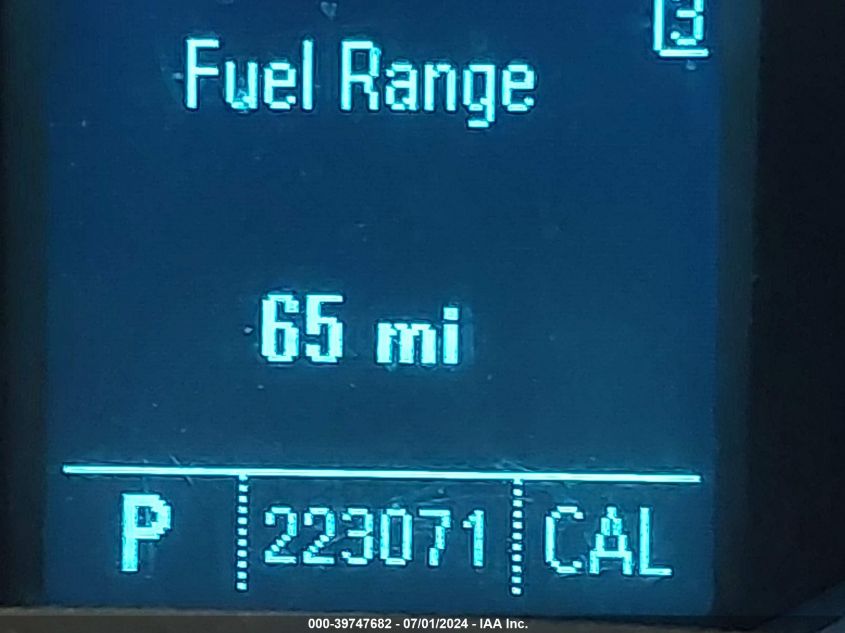 3
Fuel Range
65 mi
P 223071 CAL
000-39747682 - 07/01/2024 - IAA Inc.